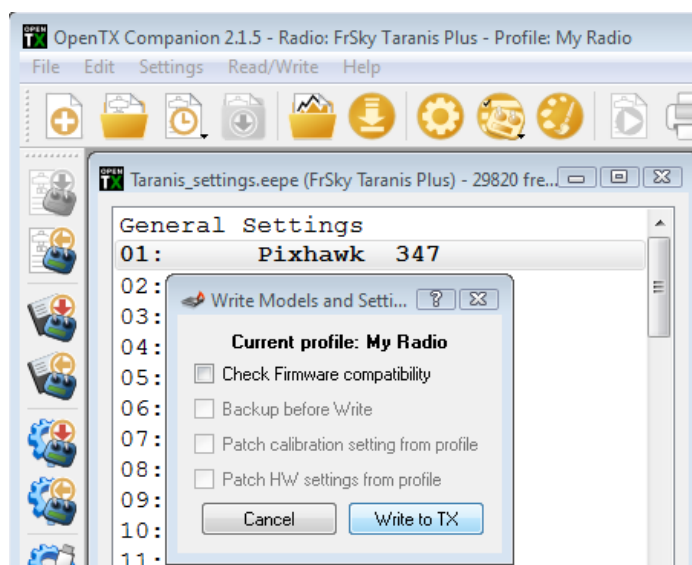 OpenTX Companion 2.1.5 - Radio: FrSky Taranis Plus - Profile: My Radio
File Edit Settings Read/Write Help
Taranis_settings.eepe (FrSky Taranis Plus) - 29820 fre...
General Settings
01: Pixhawk 347
02:
Write Models and Setti...
03:
Current profile: My Radio
04:
Check Firmware compatibility
05:
Backup before Write
06:
Patch calibration setting from profile
07:
Patch HW settings from profile
08:
09:
Cancel Write to TX
10:
11: